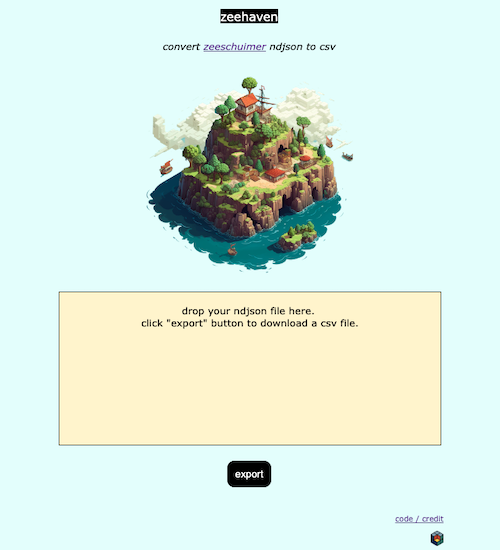 zeehaven
convert zeeschuimer ndjson to csv
drop your ndjson file here.
click "export" button to download a csv file.
export
code / credit